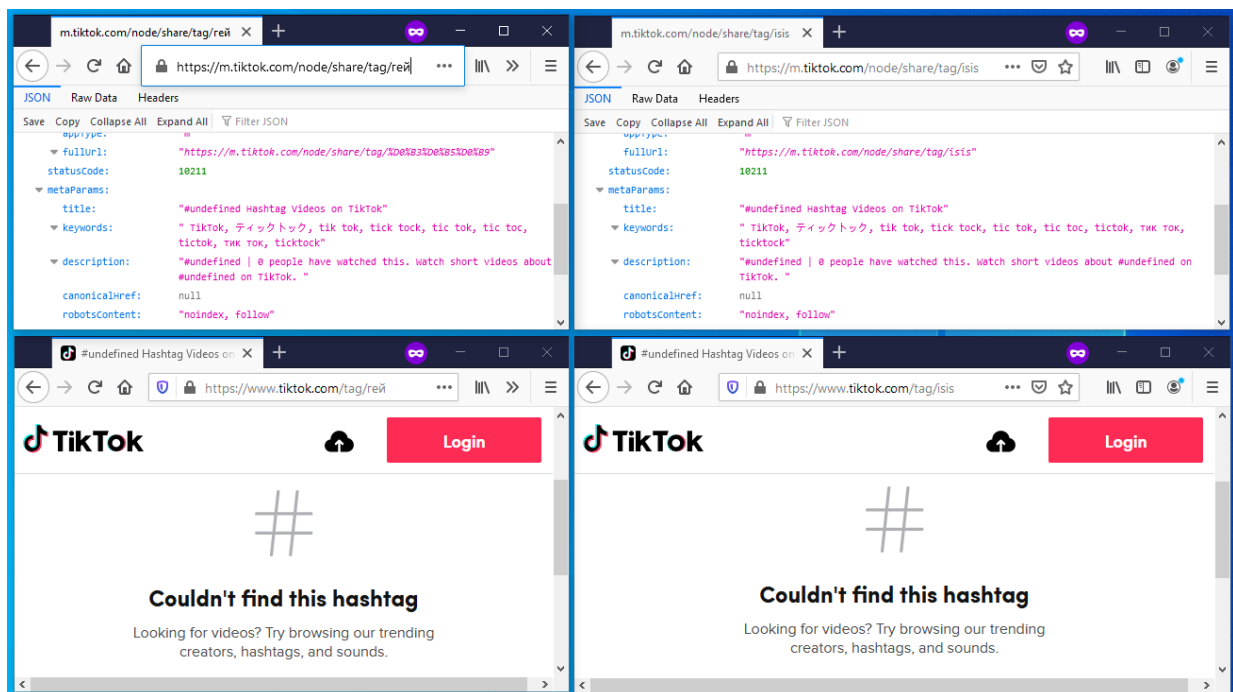 m.tiktok.com/node/share/tag/гей
https://m.tiktok.com/node/share/tag/гей
JSON Raw Data Headers
Save Copy Collapse All Expand All Filter JSON
appType: "m"
fullUrl: "https://m.tiktok.com/node/share/tag/%D0%B3%D0%B5%D0%B9"
statusCode: 10211
metaParams:
title: "#undefined Hashtag Videos on TikTok"
keywords: " TikTok, ティックトック, tik tok, tick tock, tic tok, tic toc,
tictok, тик ток, ticktock"
description: "#undefined | 0 people have watched this. Watch short videos about
#undefined on TikTok. "
canonicalHref: null
robotsContent: "noindex, follow"
m.tiktok.com/node/share/tag/isis
https://m.tiktok.com/node/share/tag/isis
JSON Raw Data Headers
Save Copy Collapse All Expand All Filter JSON
appType: "m"
fullUrl: "https://m.tiktok.com/node/share/tag/isis"
statusCode: 10211
metaParams:
title: "#undefined Hashtag Videos on TikTok"
keywords: " TikTok, ティックトック, tik tok, tick tock, tic tok, tic toc, tictok, тик ток,
ticktock"
description: "#undefined | 0 people have watched this. Watch short videos about #undefined on
TikTok. "
canonicalHref: null
robotsContent: "noindex, follow"
#undefined Hashtag Videos on
https://www.tiktok.com/tag/гей
TikTok Login
Couldn't find this hashtag
Looking for videos? Try browsing our trending
creators, hashtags, and sounds.
#undefined Hashtag Videos on
https://www.tiktok.com/tag/isis
TikTok Login
Couldn't find this hashtag
Looking for videos? Try browsing our trending
creators, hashtags, and sounds.